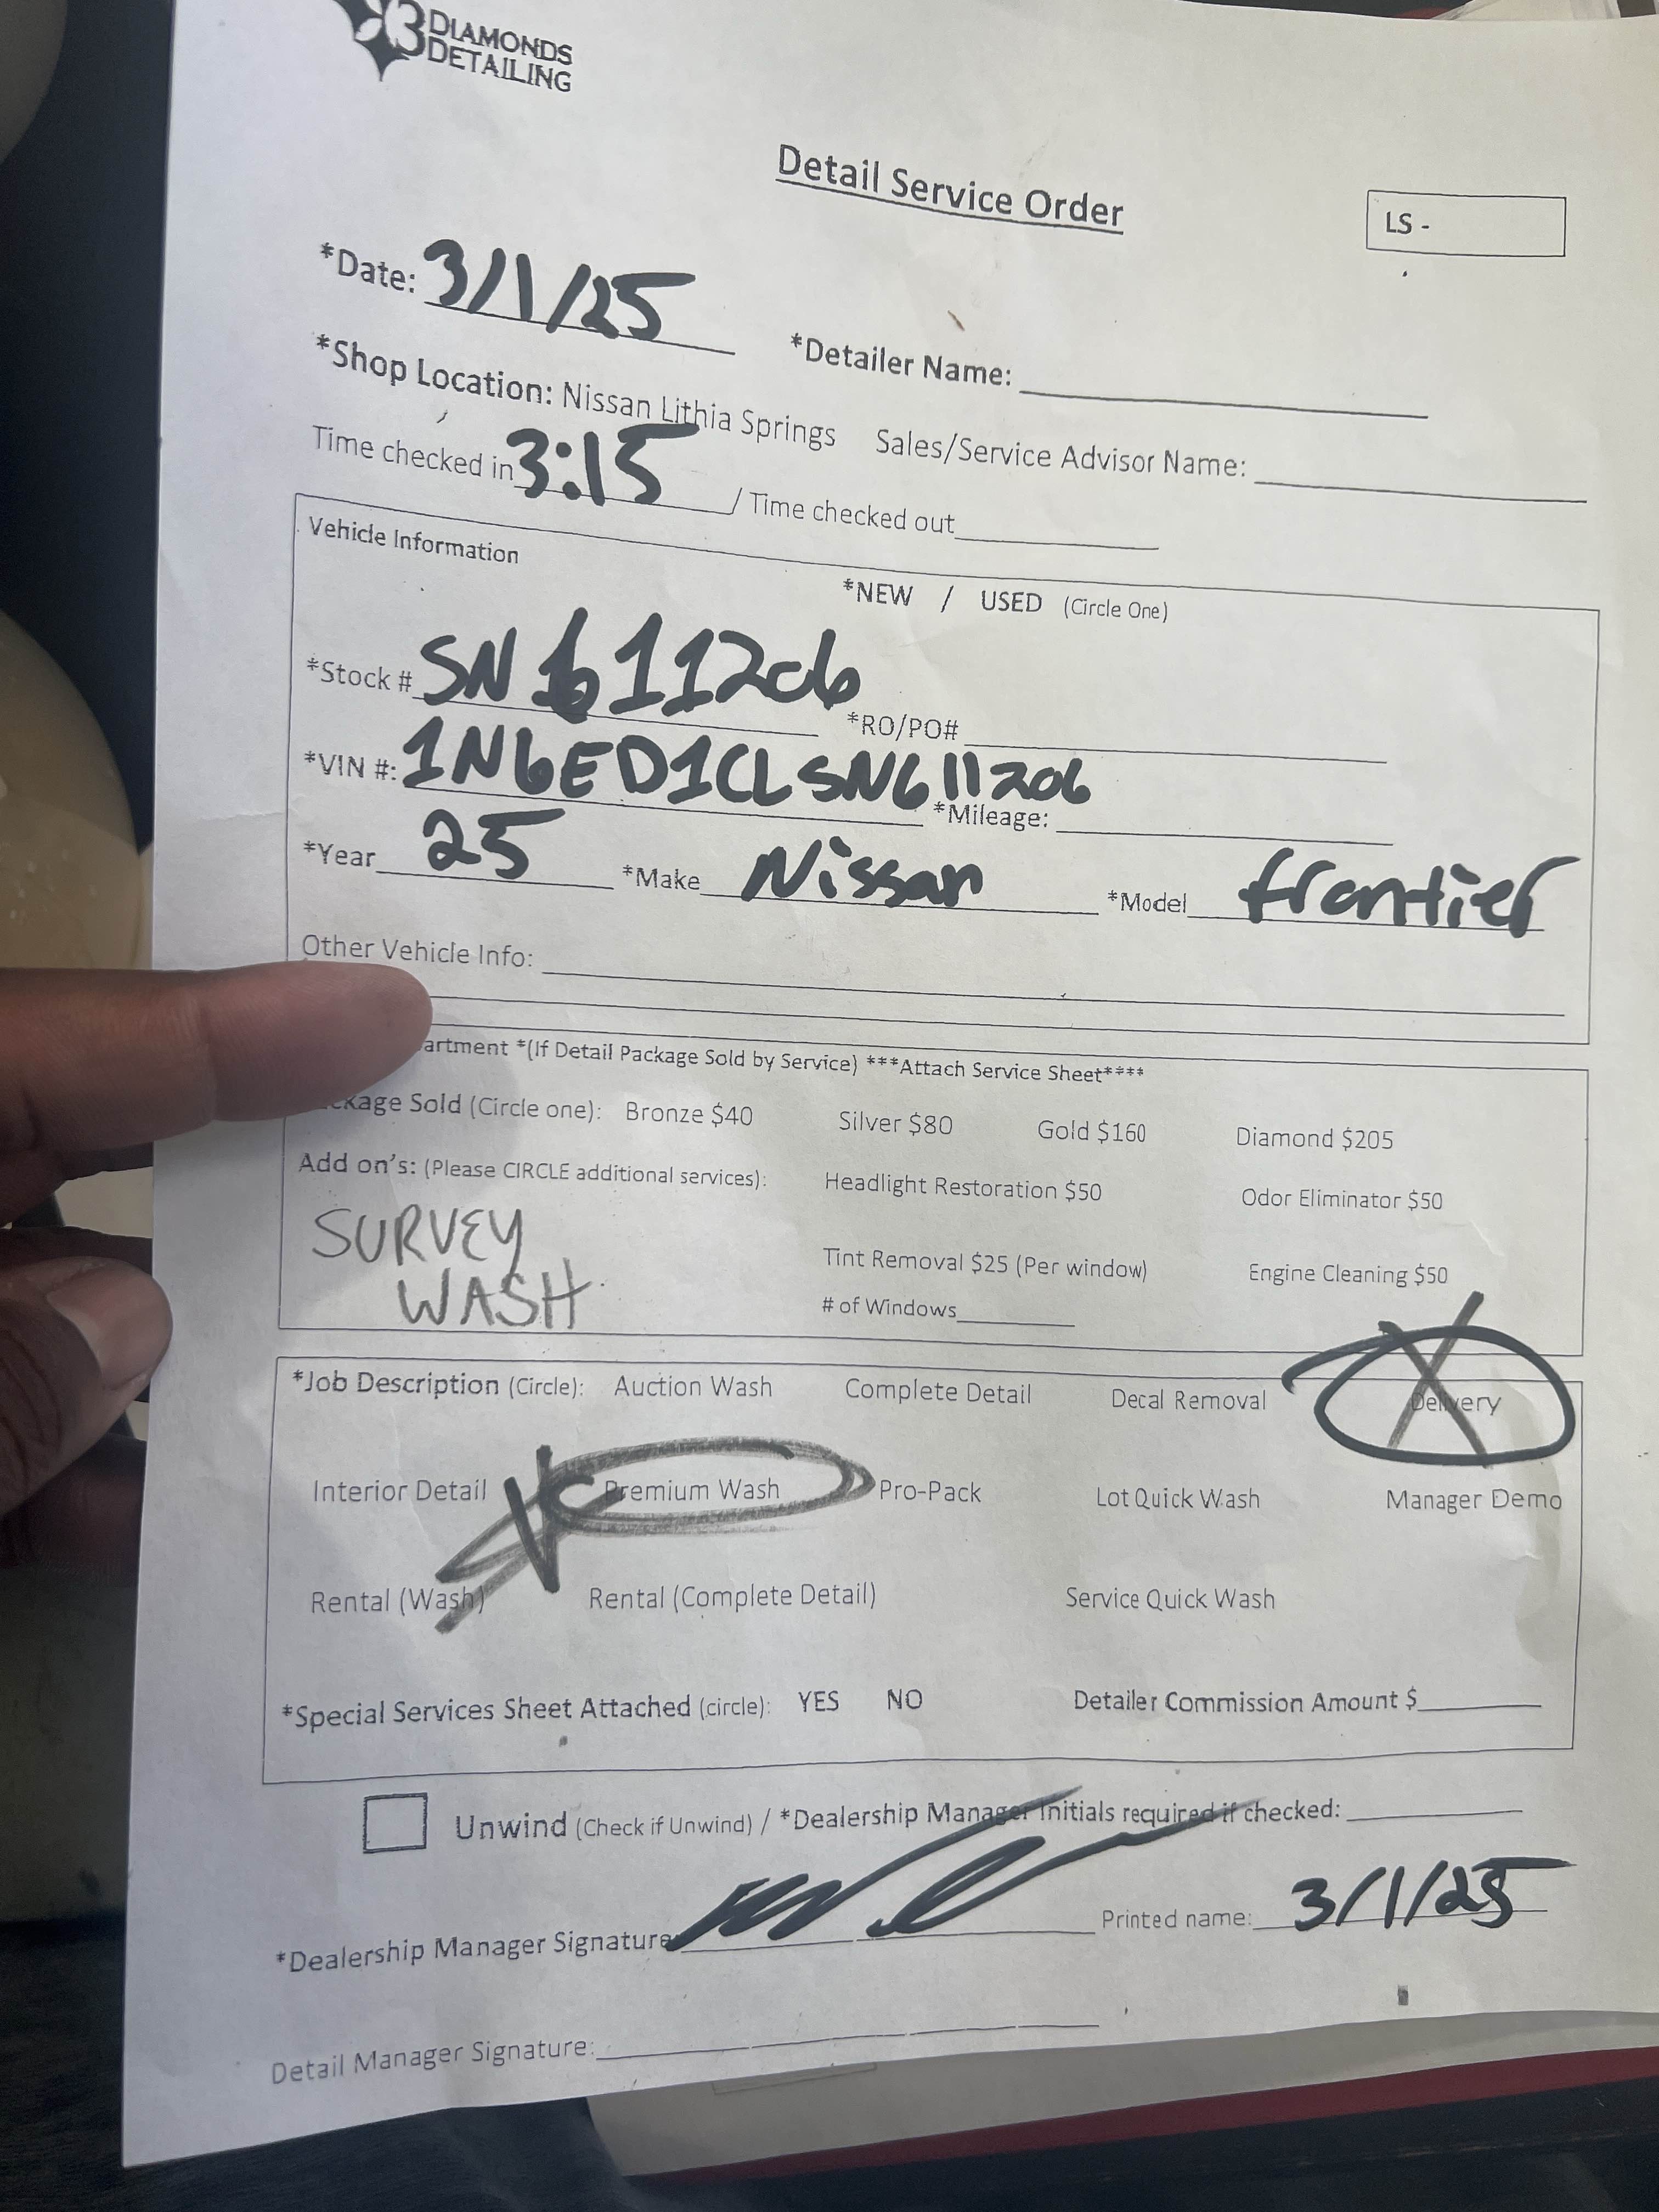 3 DIAMONDS
DETAILING
Detail Service Order
LS -
*Date: 3/1/25 *Detailer Name:
*Shop Location: Nissan Lithia Springs Sales/Service Advisor Name:
Time checked in 3:15 / Time checked out
Vehicle Information
*NEW / USED (Circle One)
*Stock # SN611206 *RO/PO#
*VIN #: 1N6ED1CLSN611206 *Mileage:
*Year 25 *Make Nissan *Model frontier
Other Vehicle Info:
artment *(If Detail Package Sold by Service) ***Attach Service Sheet****
ckage Sold (Circle one): Bronze $40 Silver $80 Gold $160 Diamond $205
Add on's: (Please CIRCLE additional services): Headlight Restoration $50 Odor Eliminator $50
SURVEY
WASH
Tint Removal $25 (Per window) Engine Cleaning $50
# of Windows
*Job Description (Circle): Auction Wash Complete Detail Decal Removal Delivery
Interior Detail Premium Wash Pro-Pack Lot Quick Wash Manager Demo
Rental (Wash) Rental (Complete Detail) Service Quick Wash
*Special Services Sheet Attached (circle): YES NO Detailer Commission Amount $
Unwind (Check if Unwind) / *Dealership Manager Initials required if checked:
*Dealership Manager Signature Printed name: 3/1/25
Detail Manager Signature: